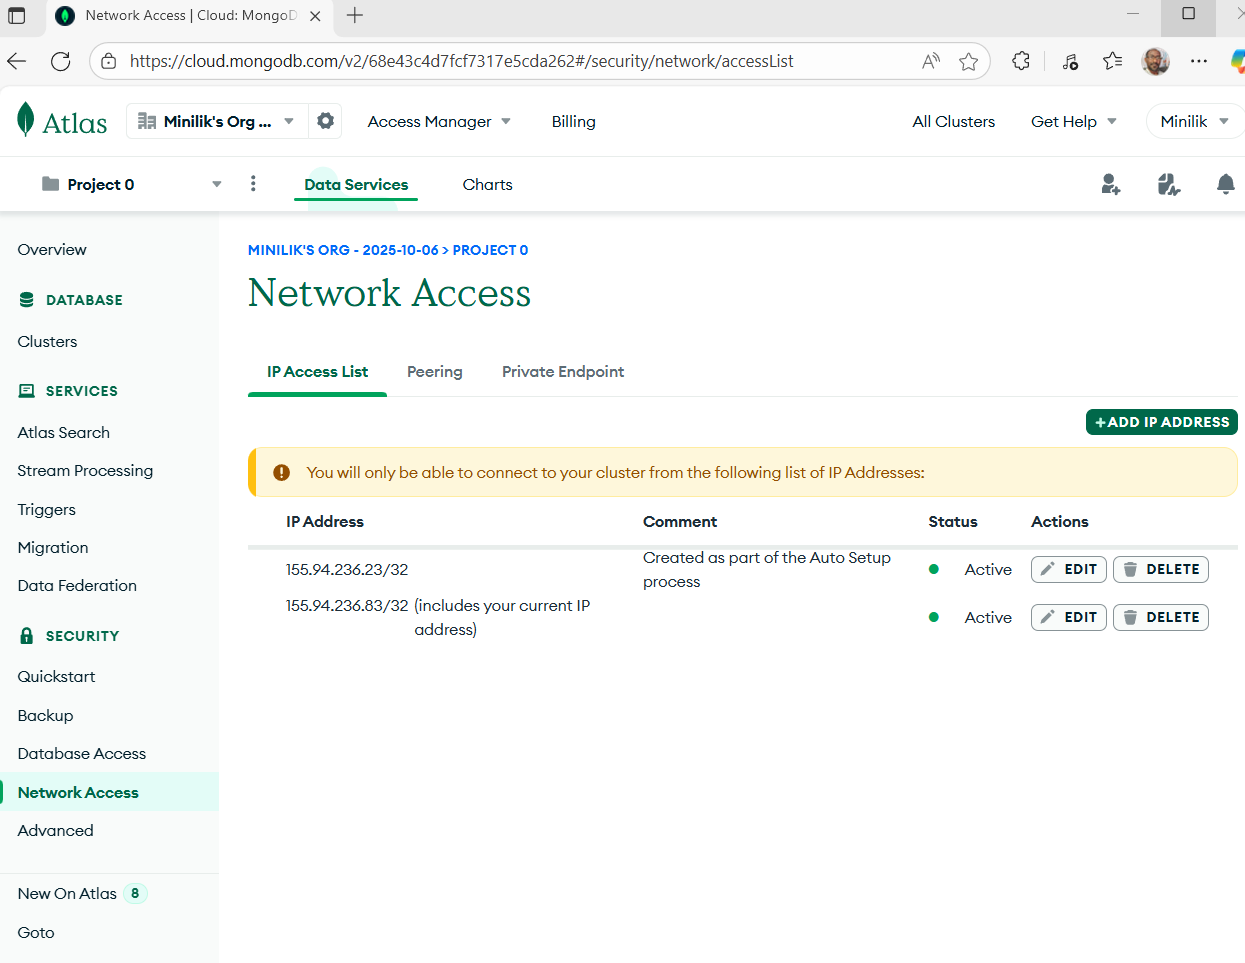 Network Access | Cloud: MongoD
https://cloud.mongodb.com/v2/68e43c4d7fcf7317e5cda262#/security/network/accessList
Atlas
Minilik's Org ...
Access Manager
Billing
All Clusters
Get Help
Minilik
Project 0
Data Services
Charts
Overview
DATABASE
Clusters
SERVICES
Atlas Search
Stream Processing
Triggers
Migration
Data Federation
SECURITY
Quickstart
Backup
Database Access
Network Access
Advanced
New On Atlas 8
Goto
MINILIK'S ORG - 2025-10-06 > PROJECT 0
Network Access
IP Access List
Peering
Private Endpoint
+ADD IP ADDRESS
You will only be able to connect to your cluster from the following list of IP Addresses:
IP Address Comment Status Actions
155.94.236.23/32
Created as part of the Auto Setup
process
Active EDIT DELETE
155.94.236.83/32 (includes your current IP
address)
Active EDIT DELETE